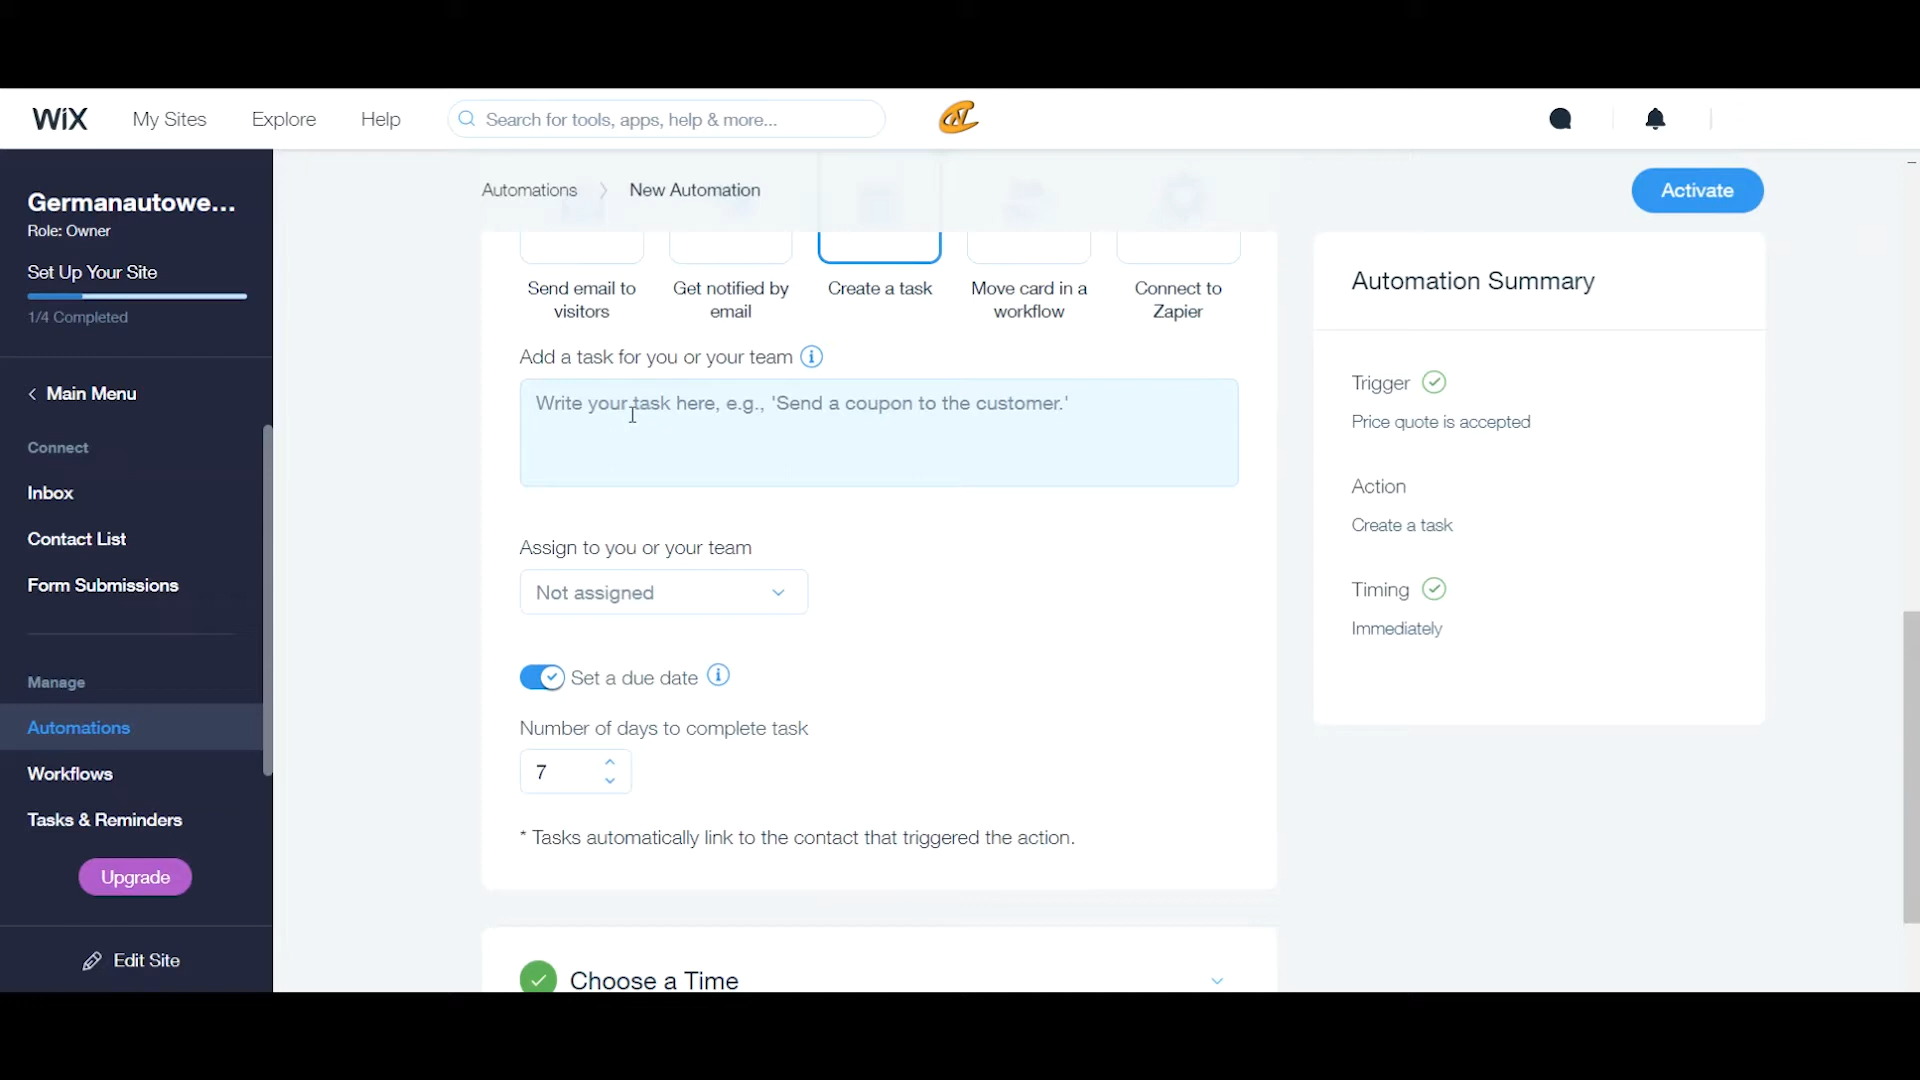 WiX
My Sites
Explore
Help
Search for tools, apps, help & more...
Germanautowe...
Role: Owner
Set Up Your Site
1/4 Completed
Main Menu
Connect
Inbox
Contact List
Form Submissions
Manage
Automations
Workflows
Tasks & Reminders
Upgrade
Edit Site
Automations
New Automation
Activate
Send email to
visitors
Get notified by
email
Create a task
Move card in a
workflow
Connect to
Zapier
Add a task for you or your team
Write your task here, e.g., 'Send a coupon to the customer.'
Assign to you or your team
Not assigned
Set a due date
Number of days to complete task
7
* Tasks automatically link to the contact that triggered the action.
Choose a Time
Automation Summary
Trigger
Price quote is accepted
Action
Create a task
Timing
Immediately